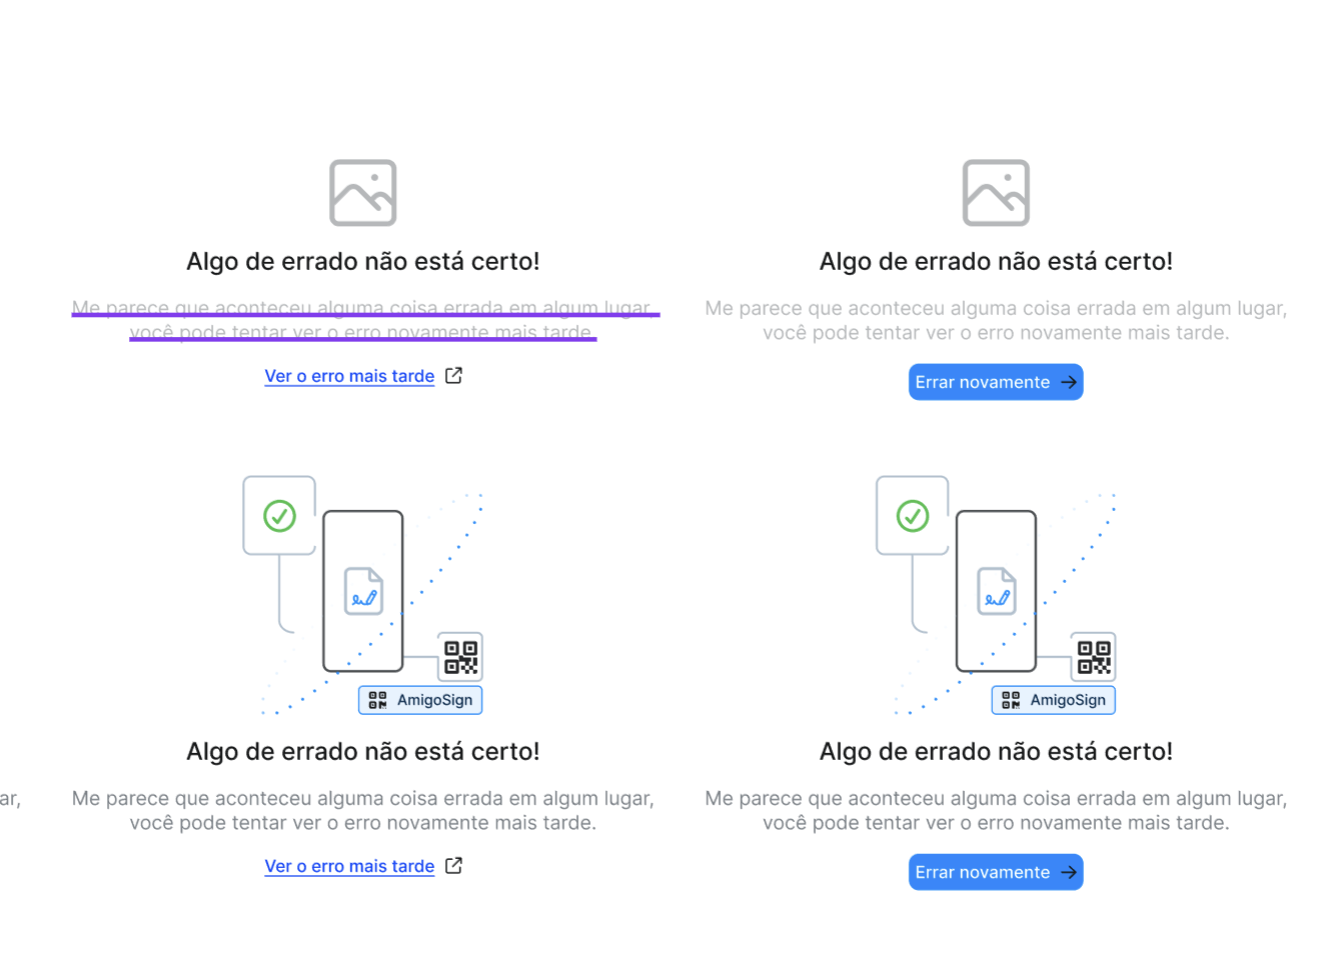 Algo de errado não está certo!
Me parece que aconteceu alguma coisa errada em algum lugar,
você pode tentar ver o erro novamente mais tarde.
Ver o erro mais tarde
Algo de errado não está certo!
Me parece que aconteceu alguma coisa errada em algum lugar,
você pode tentar ver o erro novamente mais tarde.
Errar novamente
AmigoSign
Algo de errado não está certo!
ar,
Me parece que aconteceu alguma coisa errada em algum lugar,
você pode tentar ver o erro novamente mais tarde.
Ver o erro mais tarde
AmigoSign
Algo de errado não está certo!
Me parece que aconteceu alguma coisa errada em algum lugar,
você pode tentar ver o erro novamente mais tarde.
Errar novamente